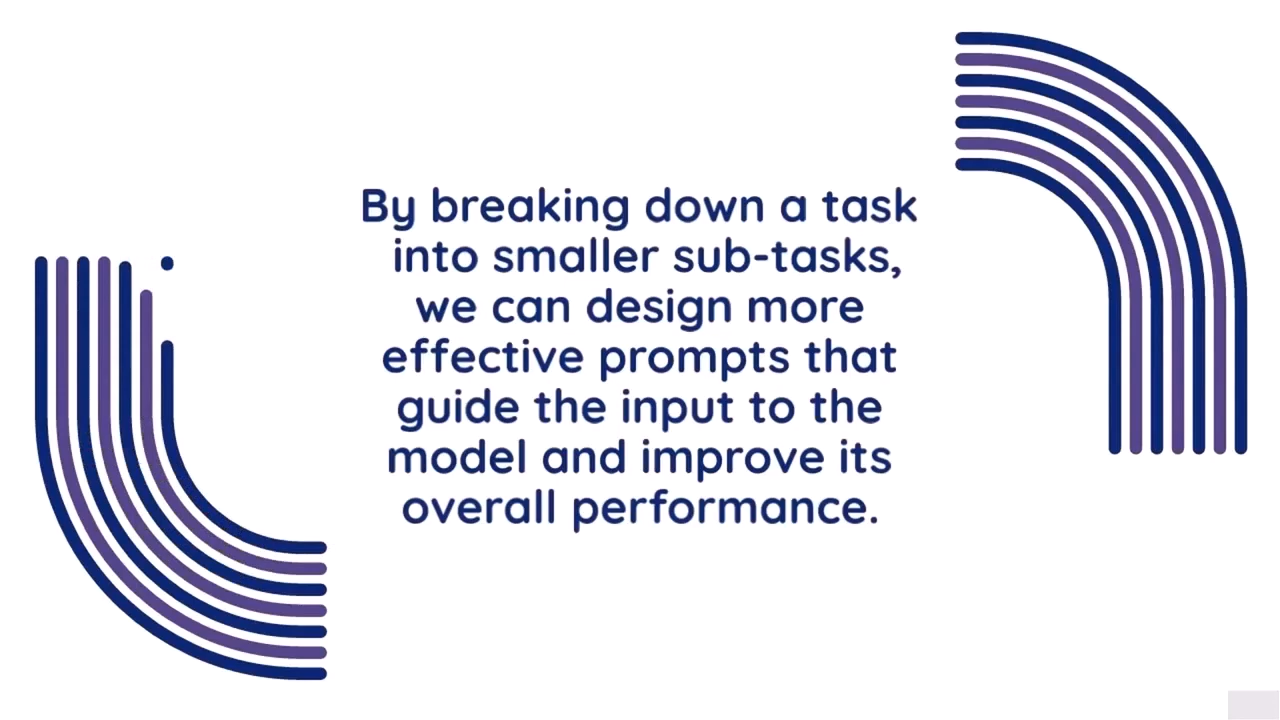 By breaking down a task
into smaller sub-tasks,
we can design more
effective prompts that
guide the input to the
model and improve its
overall performance.